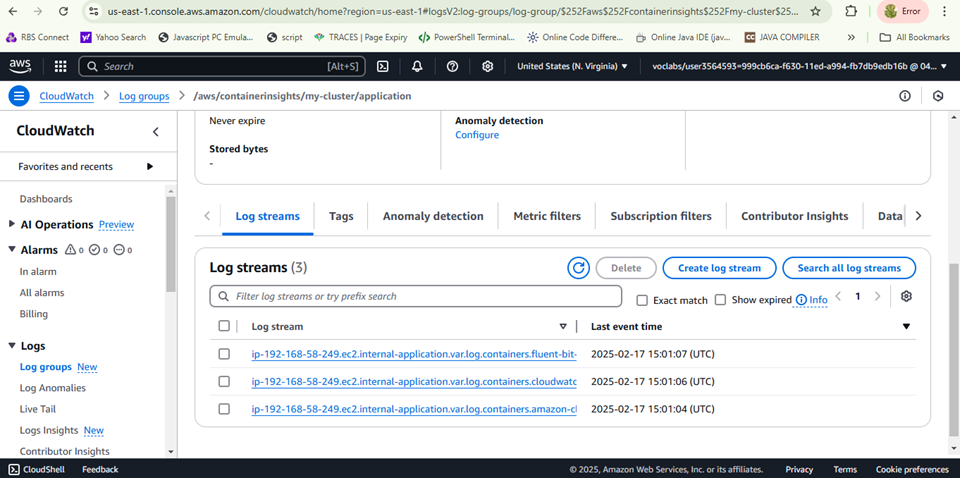 us-east-1.console.aws.amazon.com/cloudwatch/home?region=us-east-1#logsV2:log-groups/log-group/$252Faws$252Fcontainerinsights$252Fmy-cluster$25...
Error
RBS Connect
Yahoo Search
Javascript PC Emula...
script
TRACES | Page Expiry
PowerShell Terminal...
Online Code Differe...
Online Java IDE (jav...
JAVA COMPILER
All Bookmarks
aws
Search
[Alt+S]
United States (N. Virginia)
voclabs/user3564593=999cb6ca-f630-11ed-a994-fb7db9edb16b @ 04...
CloudWatch
Log groups
/aws/containerinsights/my-cluster/application
CloudWatch
Favorites and recents
Dashboards
AI Operations Preview
Alarms 0 0 0
In alarm
All alarms
Billing
Logs
Log groups New
Log Anomalies
Live Tail
Logs Insights New
Contributor Insights
Never expire
Stored bytes
-
Anomaly detection
Configure
Log streams
Tags
Anomaly detection
Metric filters
Subscription filters
Contributor Insights
Data
Log streams (3)
Delete
Create log stream
Search all log streams
Filter log streams or try prefix search
Exact match
Show expired
Info
1
Log stream
Last event time
ip-192-168-58-249.ec2.internal-application.var.log.containers.fluent-bit- 2025-02-17 15:01:07 (UTC)
ip-192-168-58-249.ec2.internal-application.var.log.containers.cloudwatc 2025-02-17 15:01:06 (UTC)
ip-192-168-58-249.ec2.internal-application.var.log.containers.amazon-cl 2025-02-17 15:01:04 (UTC)
CloudShell
Feedback
© 2025, Amazon Web Services, Inc. or its affiliates.
Privacy
Terms
Cookie preferences